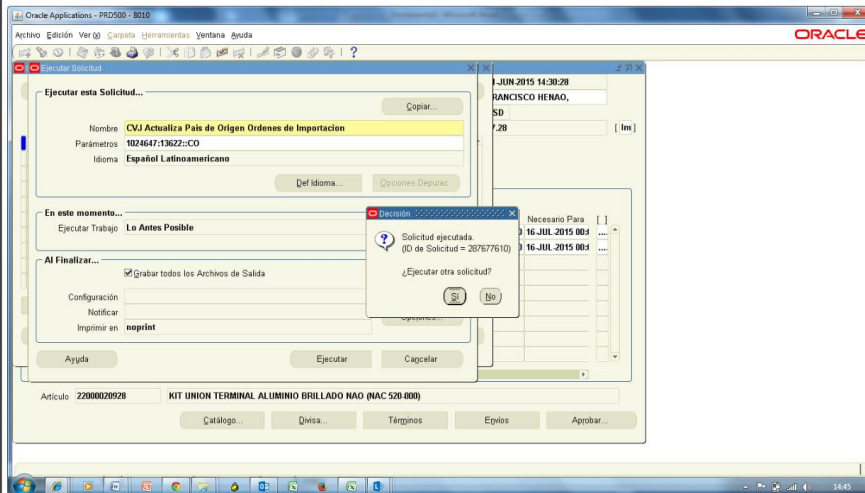 Oracle Applications - PRD500 - 8010
Archivo Edición Ver (x) Carpeta Herramientas Ventana Ayuda
ORACLE
Ejecutar Solicitud
-JUN-2015 14:30:28
Ejecutar esta Solicitud...
RANCISCO HENAO,
Copiar...
SD
Nombre CVJ Actualiza Pais de Origen Ordenes de Importacion
.28
[ Im ]
Parámetros 1024647:13622::CO
Idioma Español Latinoamericano
Def Idioma...
Opciones Depurac
En este momento...
Ejecutar Trabajo Lo Antes Posible
Decisión
Necesario Para [ ]
Solicitud ejecutada.
16-JUL-2015 00:
(ID de Solicitud = 287677610)
16-JUL-2015 00:
Al Finalizar...
Grabar todos los Archivos de Salida
¿Ejecutar otra solicitud?
Sí
No
Configuración
Notificar
Opciones...
Imprimir en noprint
Ayuda
Ejecutar
Cancelar
Artículo 22000020928 KIT UNION TERMINAL ALUMINIO BRILLADO NAO (NAC 520-000)
Catálogo...
Divisa...
Términos
Envíos
Aprobar...
14:45